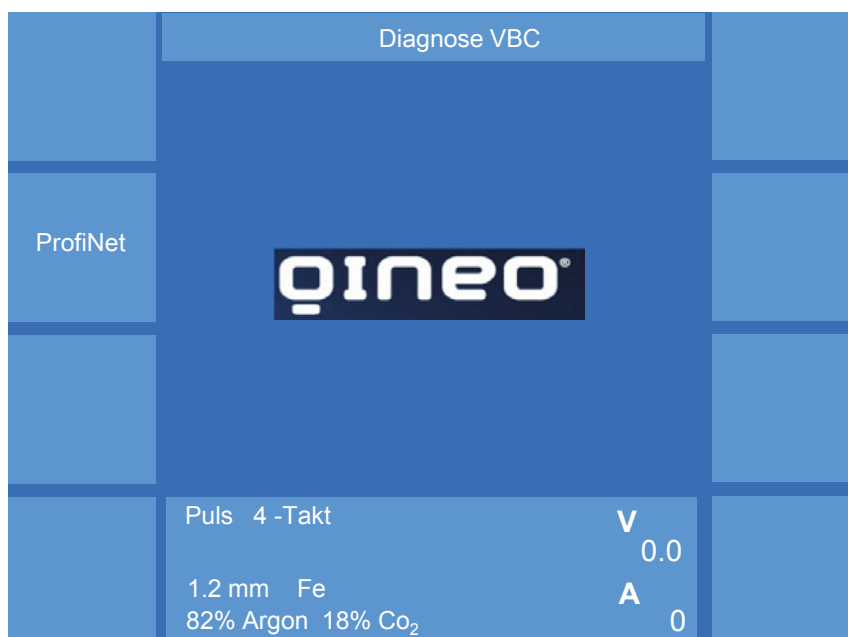 Diagnose VBC
ProfiNet
QINEO®
Puls 4 -Takt
V
0.0
1.2 mm Fe
A
82% Argon 18% Co₂
0